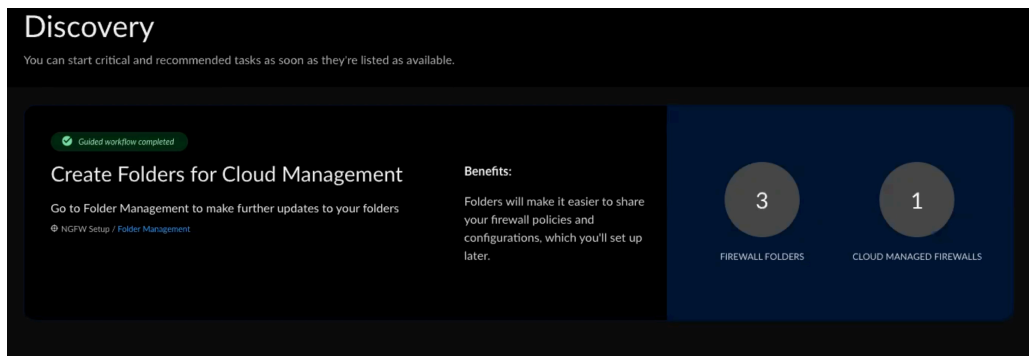 Discovery
You can start critical and recommended tasks as soon as they're listed as available.
Guided workflow completed
Create Folders for Cloud Management
Go to Folder Management to make further updates to your folders
NGFW Setup / Folder Management
Benefits:
Folders will make it easier to share
your firewall policies and
configurations, which you'll set up
later.
3
FIREWALL FOLDERS
1
CLOUD MANAGED FIREWALLS